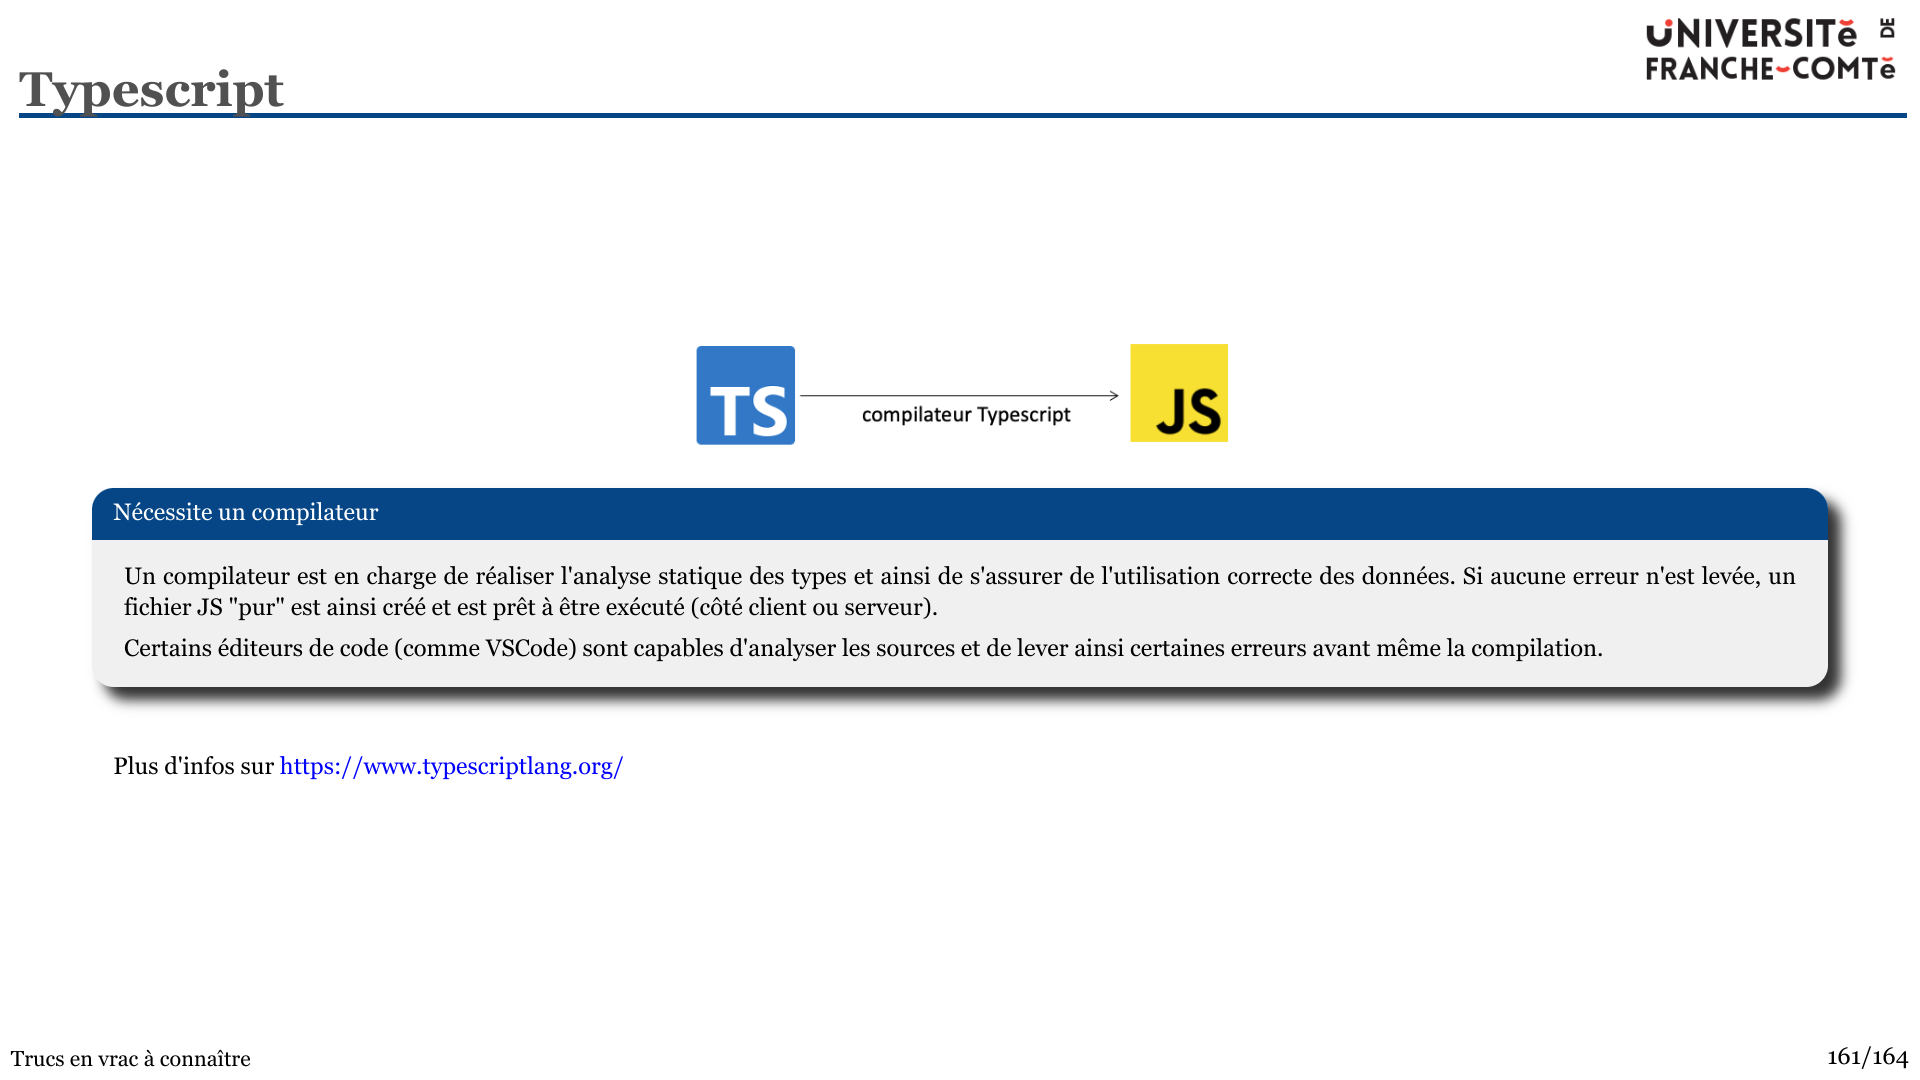 UNIVERSITé DE
FRANCHE-COMTé
Typescript
TS
JS
compilateur Typescript
Nécessite un compilateur
Un compilateur est en charge de réaliser l'analyse statique des types et ainsi de s'assurer de l'utilisation correcte des données. Si aucune erreur n'est levée, un
fichier JS "pur" est ainsi créé et est prêt à être exécuté (côté client ou serveur).
Certains éditeurs de code (comme VSCode) sont capables d'analyser les sources et de lever ainsi certaines erreurs avant même la compilation.
Plus d'infos sur https://www.typescriptlang.org/
Trucs en vrac à connaître
161/164